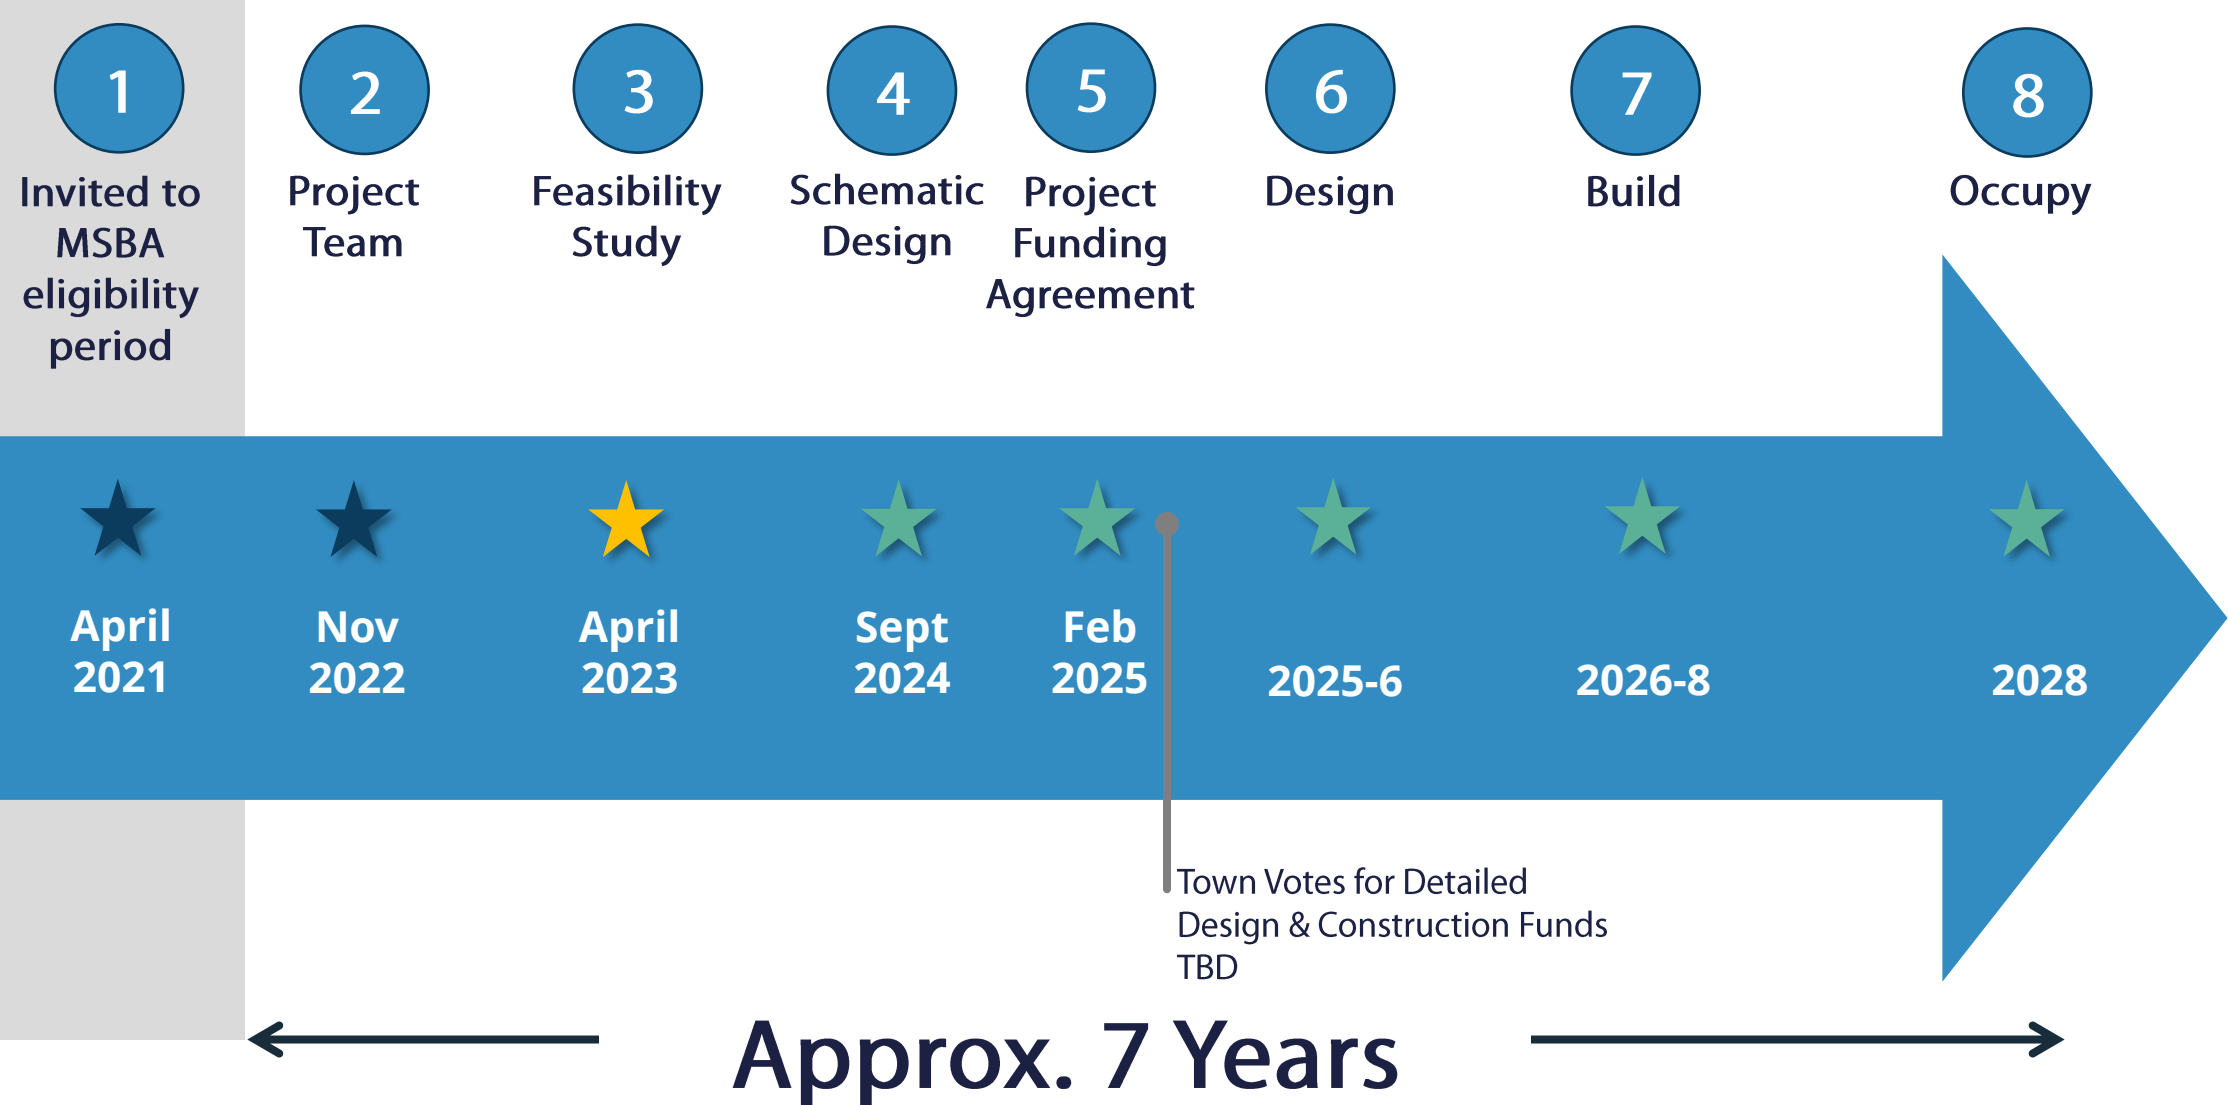 1
Invited to
MSBA
eligibility
period
2
Project
Team
3
Feasibility
Study
4
Schematic
Design
5
Project
Funding
Agreement
6
Design
7
Build
8
Occupy
April
2021
Nov
2022
April
2023
Sept
2024
Feb
2025
2025-6
2026-8
2028
Town Votes for Detailed
Design & Construction Funds
TBD
Approx. 7 Years